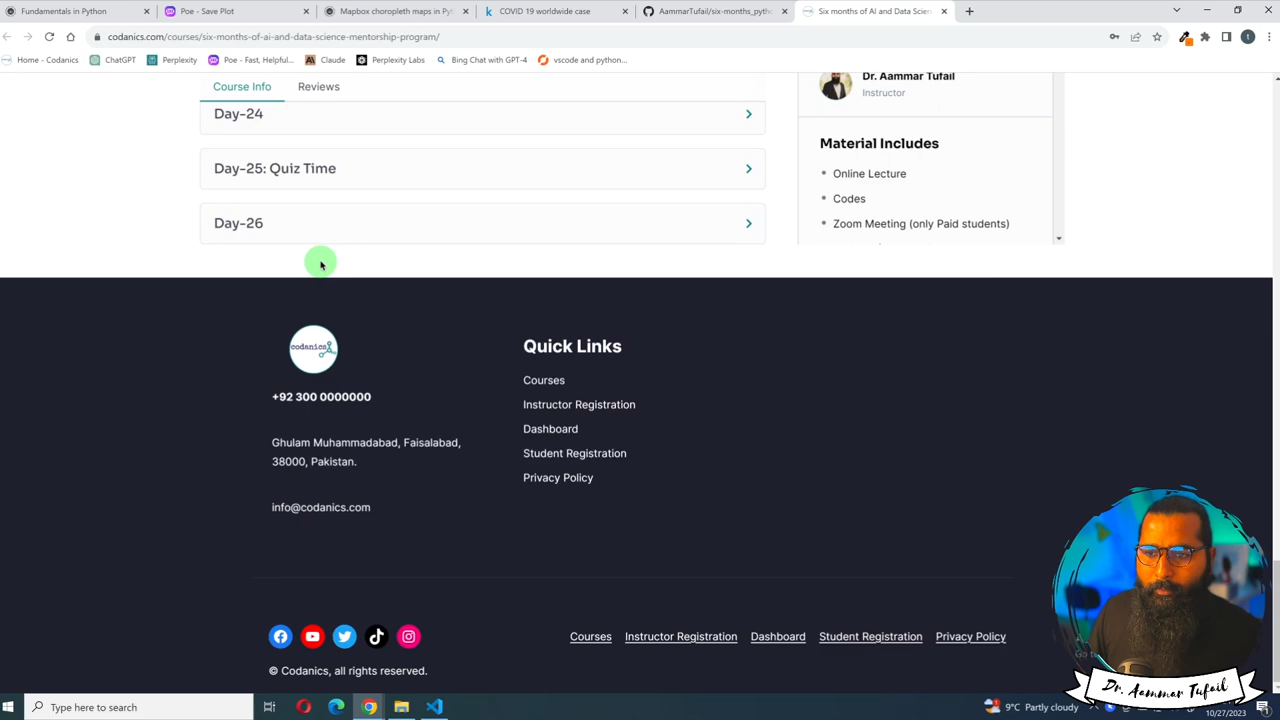 Fundamentals in Python
Poe - Save Plot
Mapbox choropleth maps in Pyt
COVID 19 worldwide case
AammarTufail/six-months_pytho
Six months of AI and Data Scien
codanics.com/courses/six-months-of-ai-and-data-science-mentorship-program/
Home - Codanics
ChatGPT
Perplexity
Poe - Fast, Helpful...
Claude
Perplexity Labs
Bing Chat with GPT-4
vscode and python...
Course Info
Reviews
Day-24
Day-25: Quiz Time
Day-26
Dr. Aammar Tufail
Instructor
Material Includes
Online Lecture
Codes
Zoom Meeting (only Paid students)
codanics
+92 300 0000000
Ghulam Muhammadabad, Faisalabad,
38000, Pakistan.
info@codanics.com
Quick Links
Courses
Instructor Registration
Dashboard
Student Registration
Privacy Policy
Courses
Instructor Registration
Dashboard
Student Registration
Privacy Policy
© Codanics, all rights reserved.
Dr. Aammar Tufail
Type here to search
9°C Partly cloudy
10/27/2023